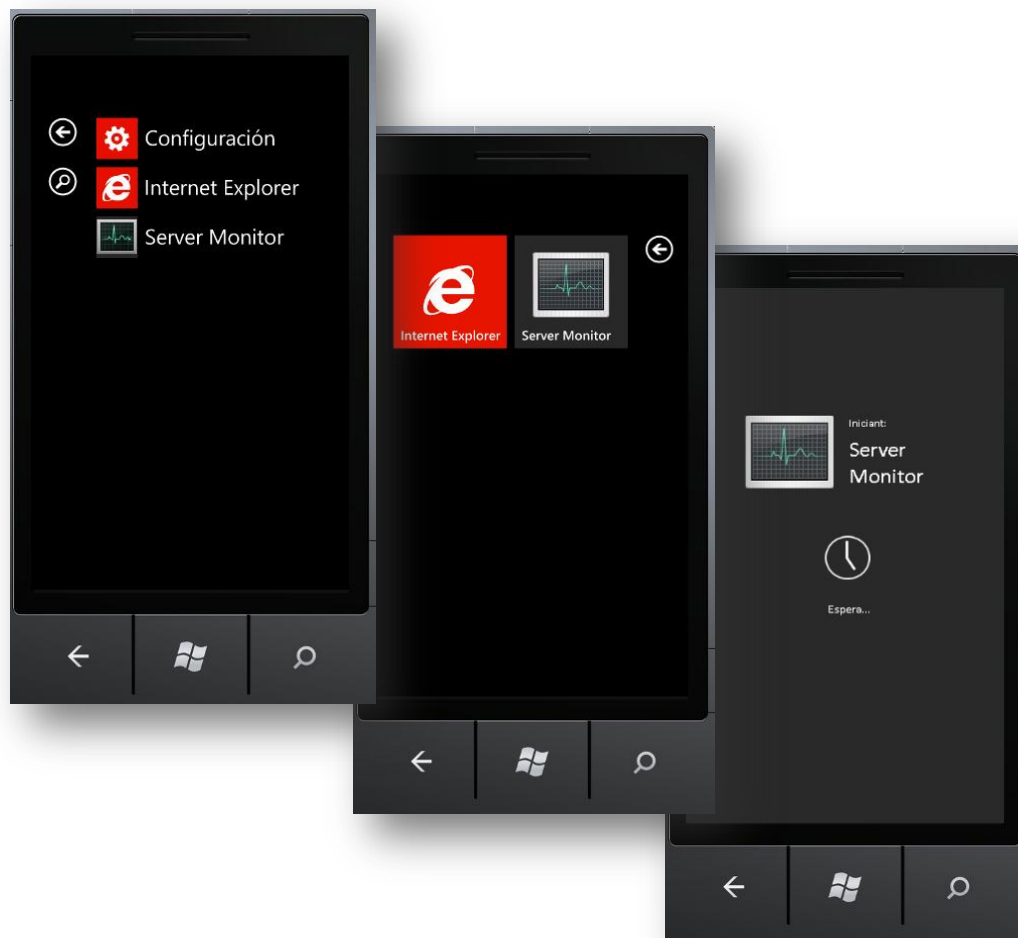 Configuración
Internet Explorer
Server Monitor
Internet Explorer
Server Monitor
Iniciant:
Server
Monitor
Espera...